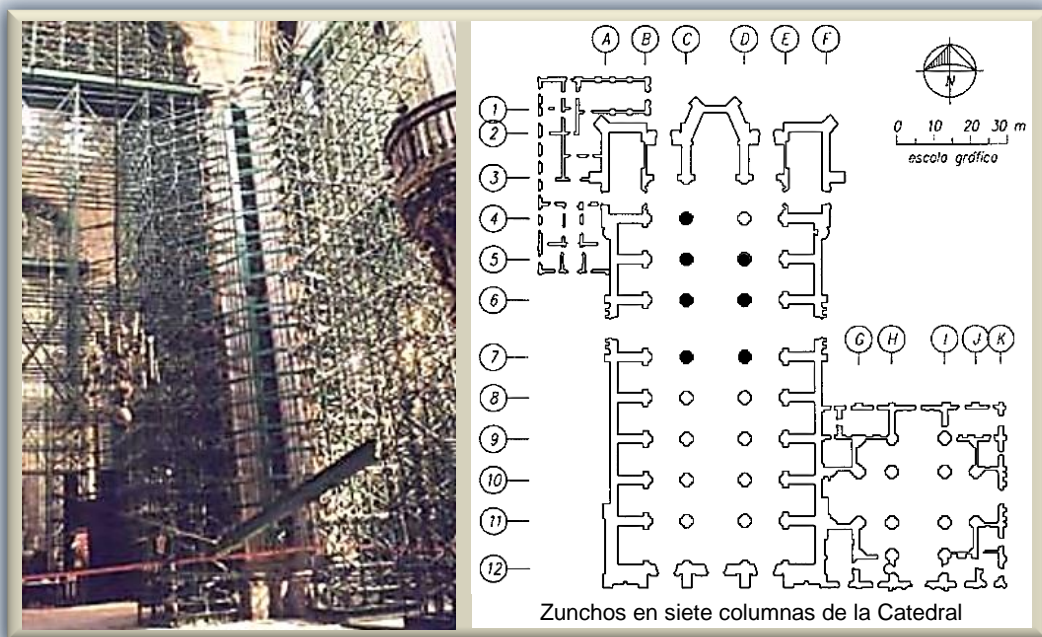 A B C D E F
N
0 10 20 30 m
escala gráfica
1
2
3
4
5
6
7
G H I J K
8
9
10
11
12
Zunchos en siete columnas de la Catedral